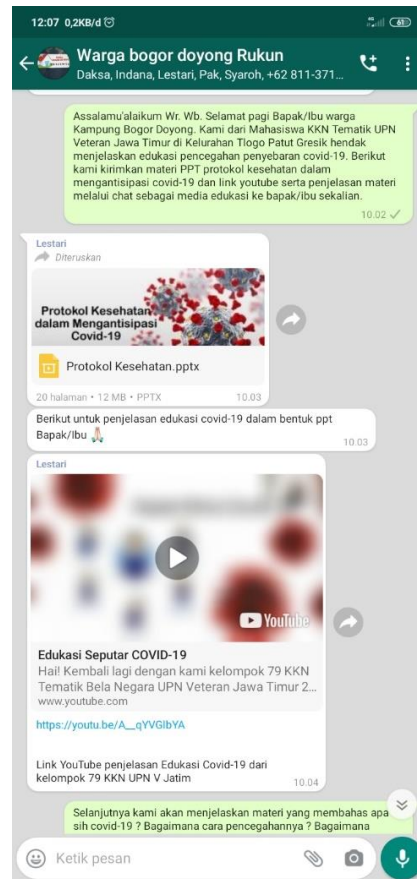 12:07 0,2KB/d
61
Warga bogor doyong Rukun
Daksa, Indana, Lestari, Pak, Syaroh, +62 811-371...
Assalamu'alaikum Wr. Wb. Selamat pagi Bapak/Ibu warga
Kampung Bogor Doyong. Kami dari Mahasiswa KKN Tematik UPN
Veteran Jawa Timur di Kelurahan Tlogo Patut Gresik hendak
menjelaskan edukasi pencegahan penyebaran covid-19. Berikut
kami kirimkan materi PPT protokol kesehatan dalam
mengantisipasi covid-19 dan link youtube serta penjelasan materi
melalui chat sebagai media edukasi ke bapak/ibu sekalian.
10.02
Lestari
Diteruskan
Protokol Kesehatan
dalam Mengantisipasi
Covid-19
Protokol Kesehatan.pptx
20 halaman • 12 MB • PPTX 10.03
Berikut untuk penjelasan edukasi covid-19 dalam bentuk ppt
Bapak/Ibu 🙏🏻
10.03
Lestari
YouTube
Edukasi Seputar COVID-19
Hai! Kembali lagi dengan kami kelompok 79 KKN
Tematik Bela Negara UPN Veteran Jawa Timur 2...
www.youtube.com
https://youtu.be/A__qYVGlbYA
Link YouTube penjelasan Edukasi Covid-19 dari
kelompok 79 KKN UPN V Jatim
10.04
Selanjutnya kami akan menjelaskan materi yang membahas apa
sih covid-19 ? Bagaimana cara pencegahannya ? Bagaimana
Ketik pesan